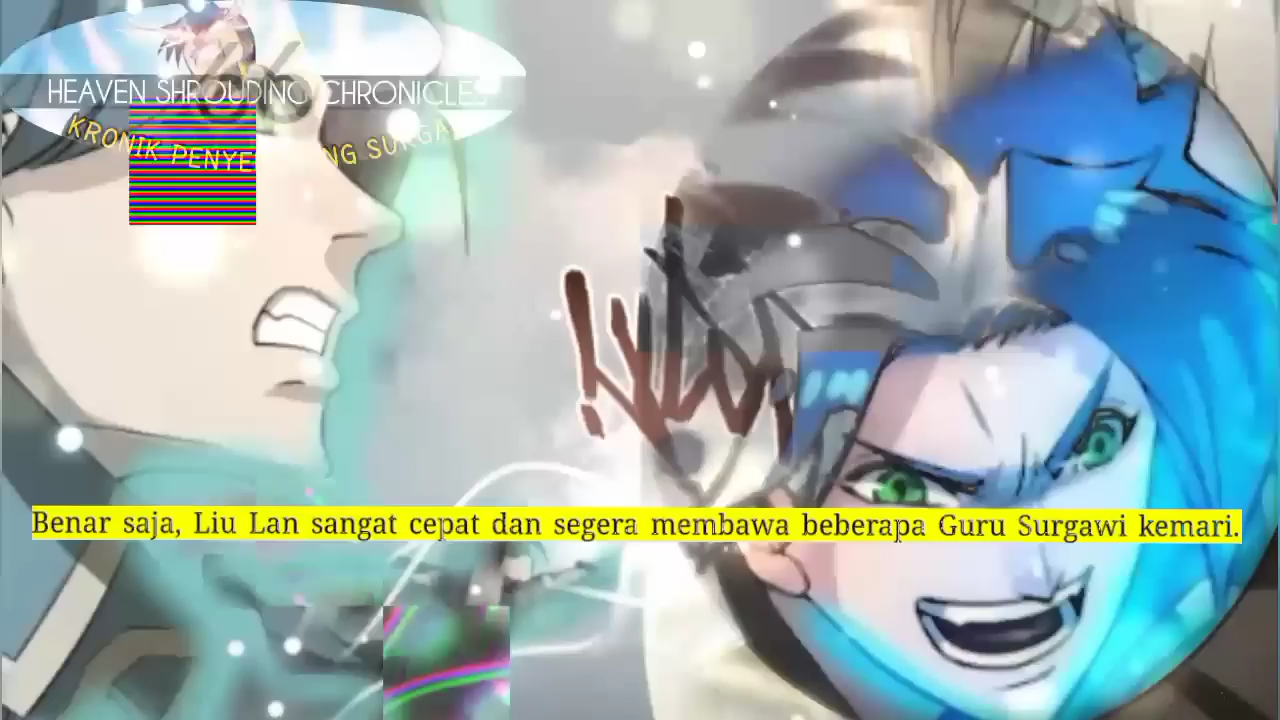 HEAVEN SHROUDING CHRONICLES
Benar saja, Liu Lan sangat cepat dan segera membawa beberapa Guru Surgawi kemari.